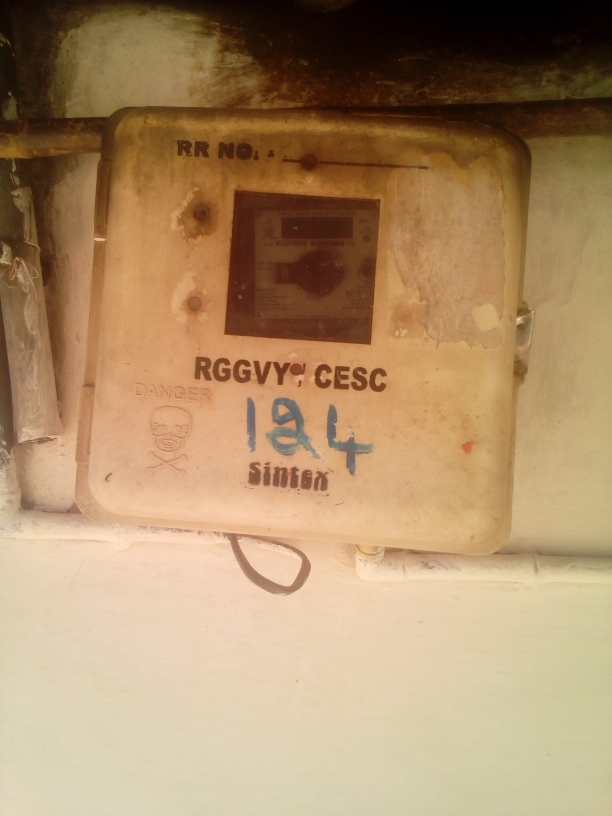 RR NO.
RGGVY CESC
DANGER
124
Sintex